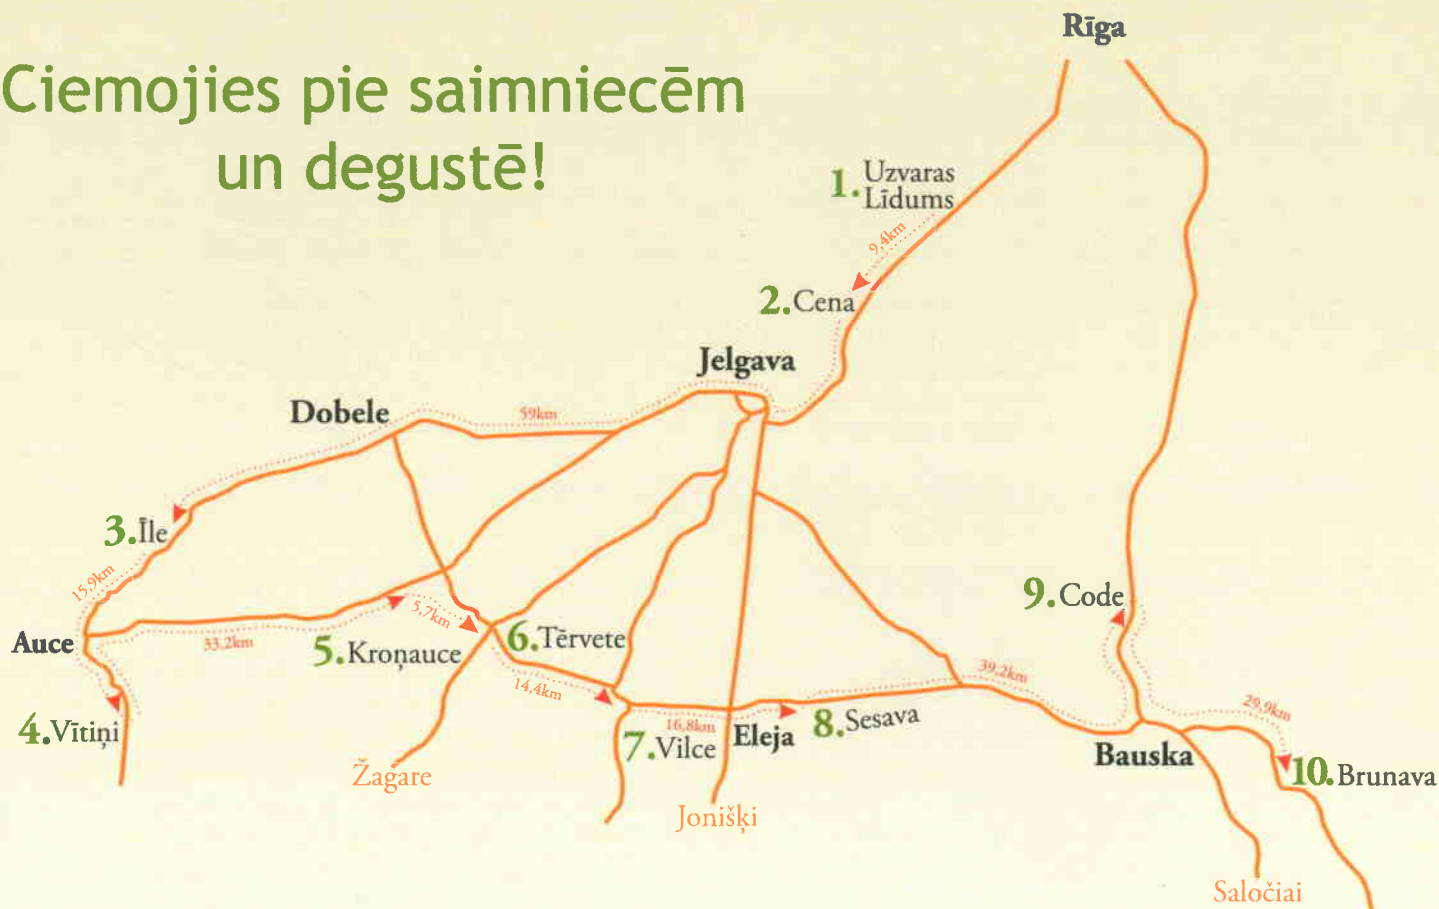 Rīga
Ciemojies pie saimniecēm
un degustē!
1. Uzvaras
Līdums
9,4km
2. Cena
Jelgava
Dobele
59km
3. Īle
15,9km
9. Code
5,7km
Auce
33,2km
5. Kroņauce
6. Tērvete
39,2km
14,4km
29,9km
4. Vītiņi
16,8km
7. Vilce
Eleja
8. Sesava
Bauska
10. Brunava
Žagare
Jonišķi
Saločiai